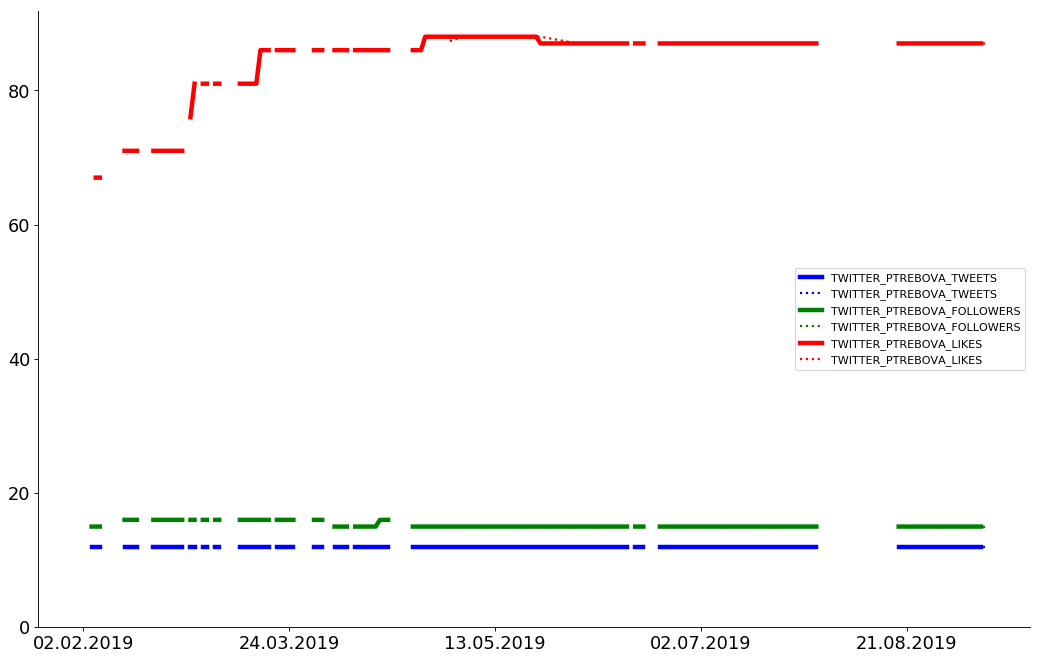 80
60
40
20
0
02.02.2019 24.03.2019 13.05.2019 02.07.2019 21.08.2019
TWITTER_PTREBOVA_TWEETS
TWITTER_PTREBOVA_TWEETS
TWITTER_PTREBOVA_FOLLOWERS
TWITTER_PTREBOVA_FOLLOWERS
TWITTER_PTREBOVA_LIKES
TWITTER_PTREBOVA_LIKES